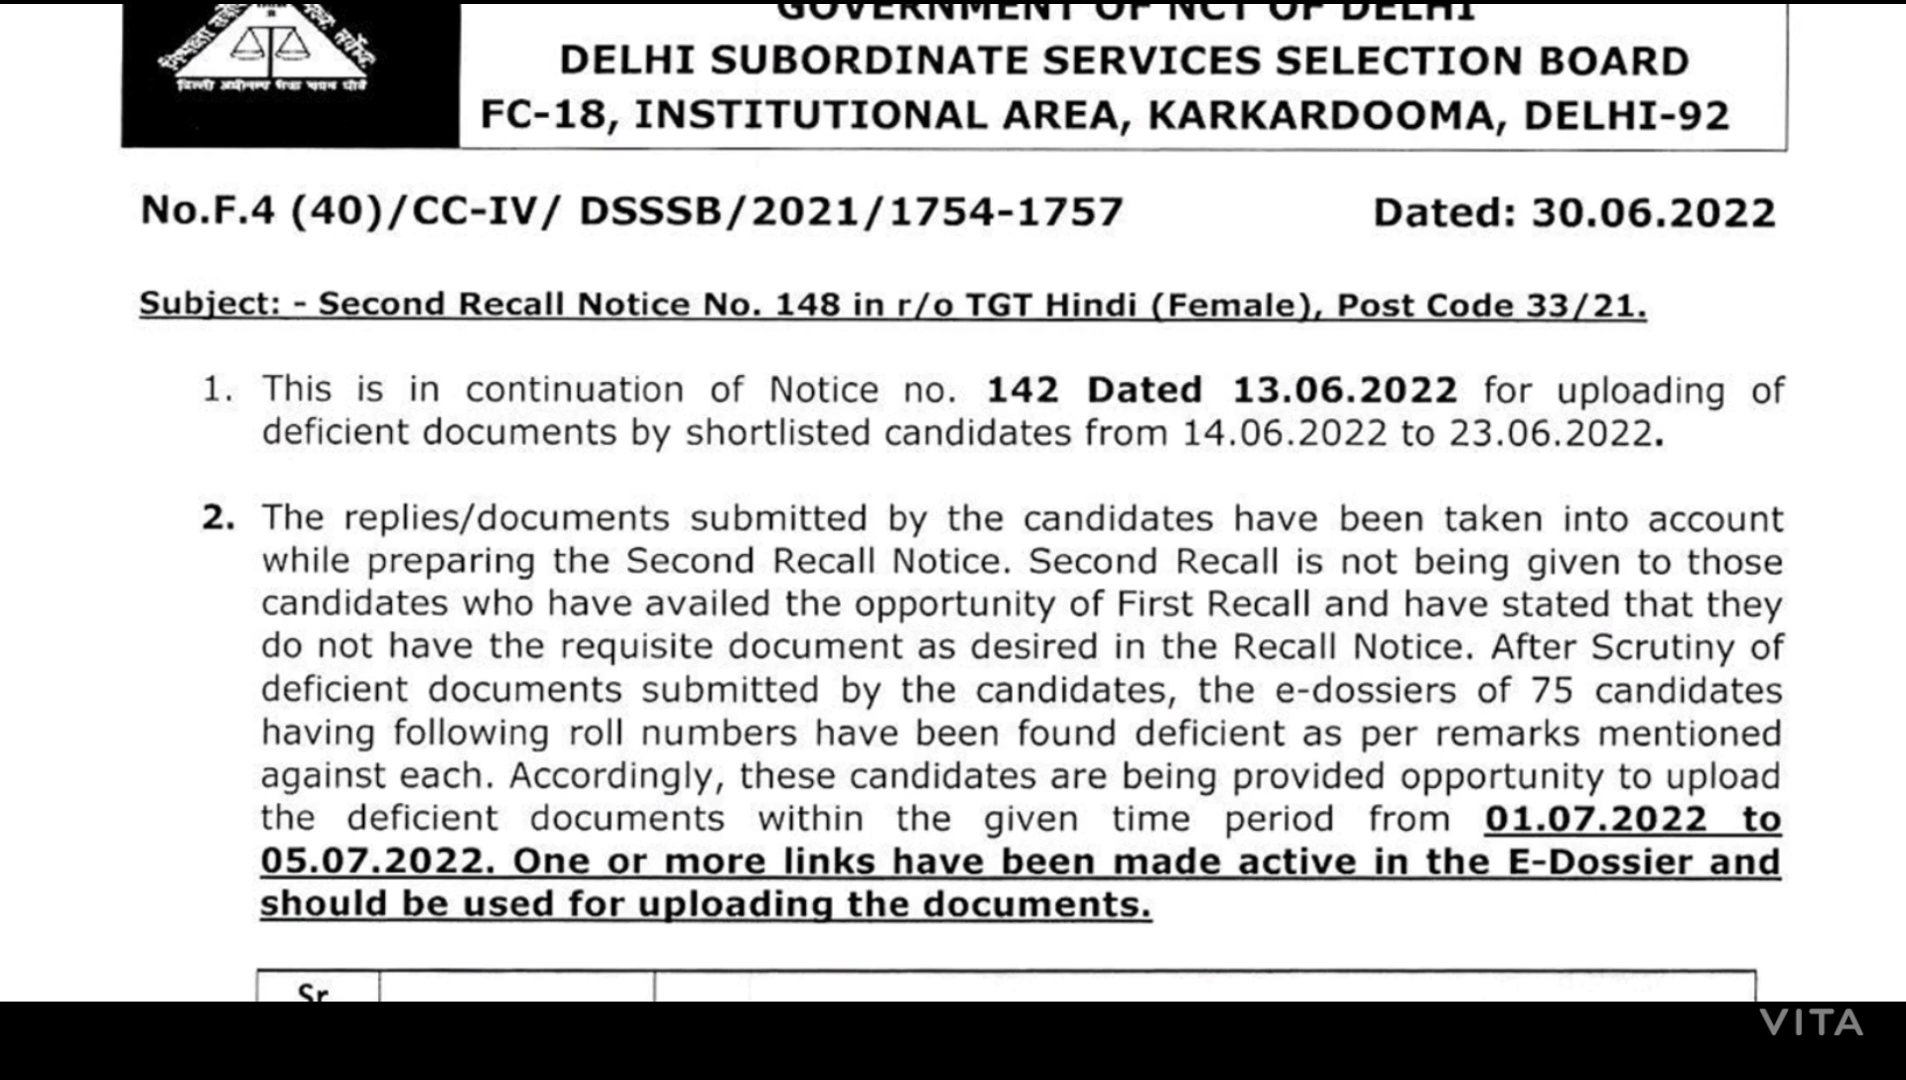 GOVERNMENT OF NCT OF DELHI
DELHI SUBORDINATE SERVICES SELECTION BOARD
FC-18, INSTITUTIONAL AREA, KARKARDOOMA, DELHI-92
No.F.4 (40)/CC-IV/ DSSSB/2021/1754-1757 Dated: 30.06.2022
Subject: - Second Recall Notice No. 148 in r/o TGT Hindi (Female), Post Code 33/21.
1. This is in continuation of Notice no. 142 Dated 13.06.2022 for uploading of
deficient documents by shortlisted candidates from 14.06.2022 to 23.06.2022.
2. The replies/documents submitted by the candidates have been taken into account
while preparing the Second Recall Notice. Second Recall is not being given to those
candidates who have availed the opportunity of First Recall and have stated that they
do not have the requisite document as desired in the Recall Notice. After Scrutiny of
deficient documents submitted by the candidates, the e-dossiers of 75 candidates
having following roll numbers have been found deficient as per remarks mentioned
against each. Accordingly, these candidates are being provided opportunity to upload
the deficient documents within the given time period from 01.07.2022 to
05.07.2022. One or more links have been made active in the E-Dossier and
should be used for uploading the documents.
Sr
VITA